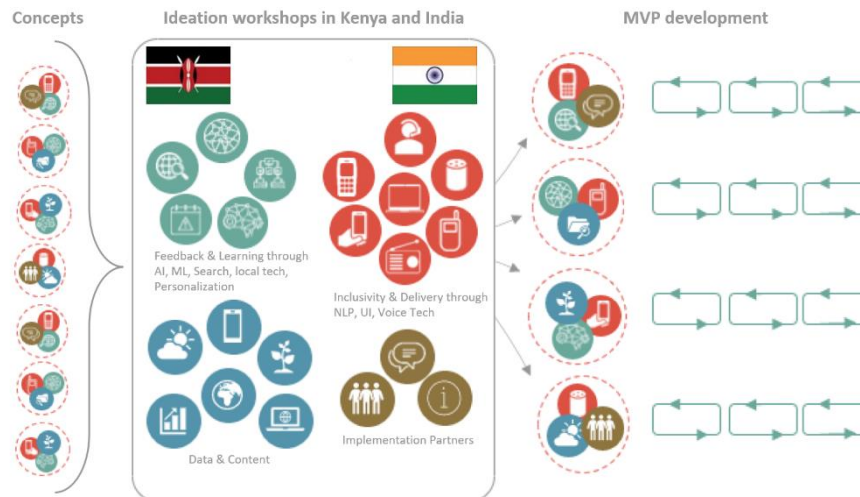 Concepts
Ideation workshops in Kenya and India
MVP development
Feedback & Learning through
AI, ML, Search, local tech,
Personalization
Inclusivity & Delivery through
NLP, UI, Voice Tech
Data & Content
Implementation Partners